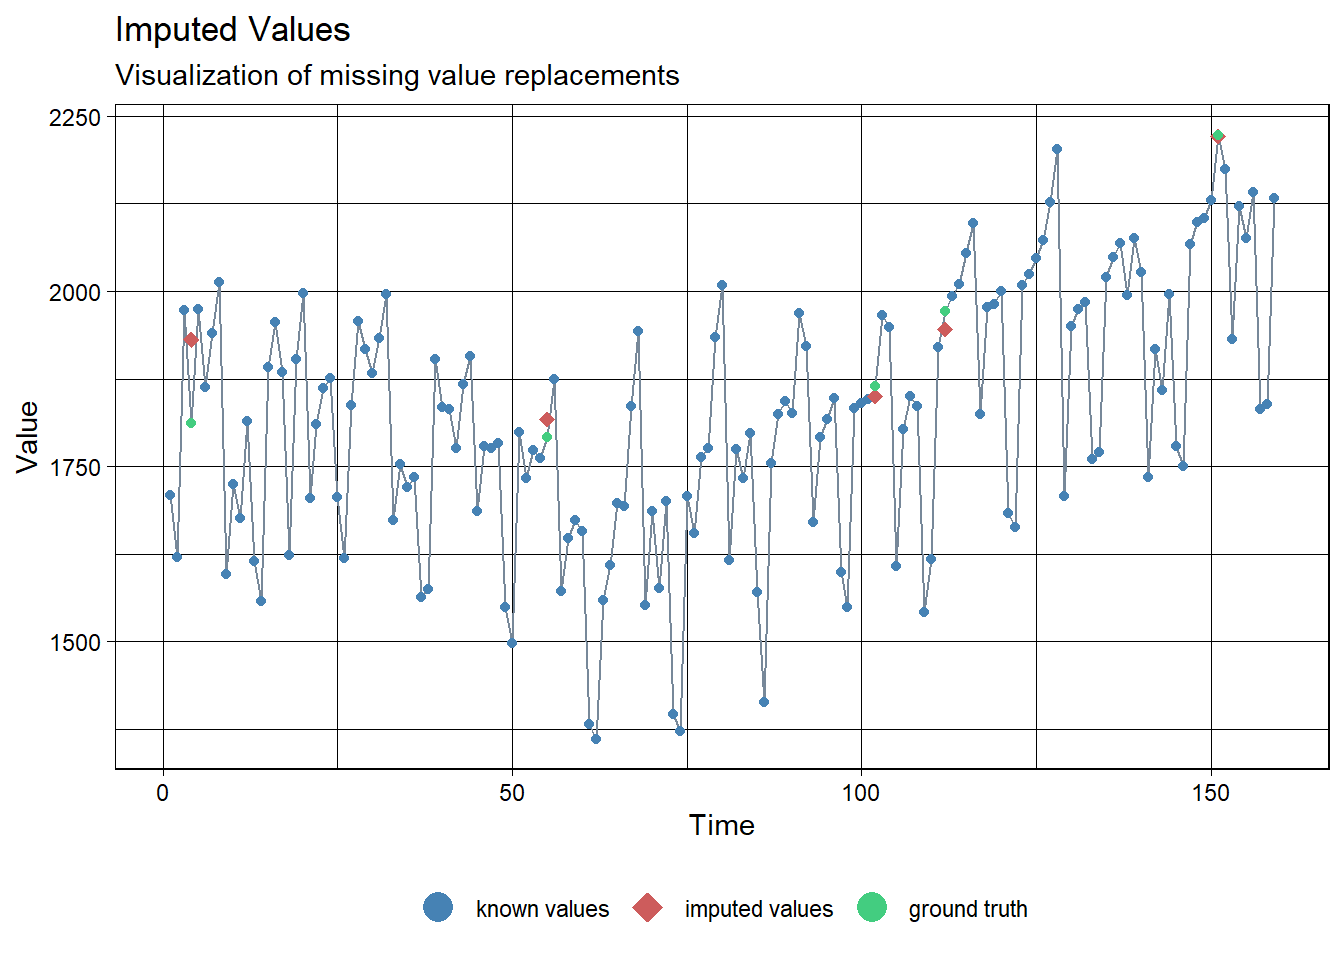 Imputed Values
Visualization of missing value replacements
2250
2000
1750
1500
Value
0 50 100 150
Time
known values imputed values ground truth